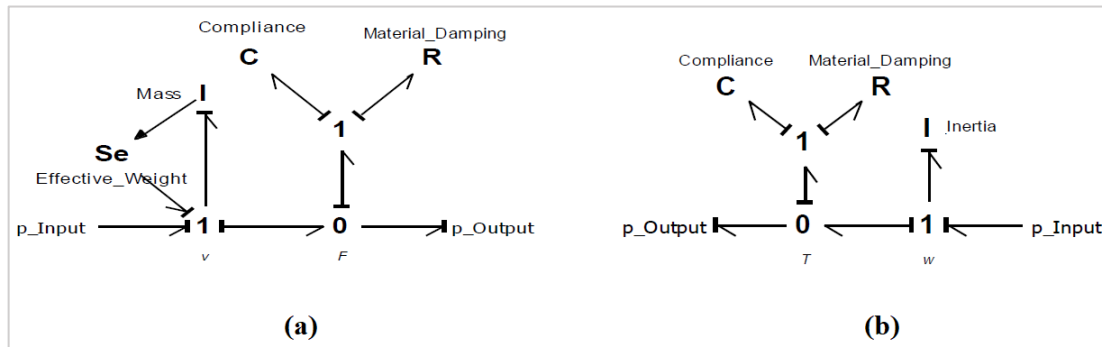 Compliance
Material_Damping
C
R
Mass I
1
Se
Effective_Weight
p_Input
1
0
p_Output
v
F
(a)
Compliance
Material_Damping
C
R
1
I Inertia
p_Output
0
1
p_Input
T
w
(b)